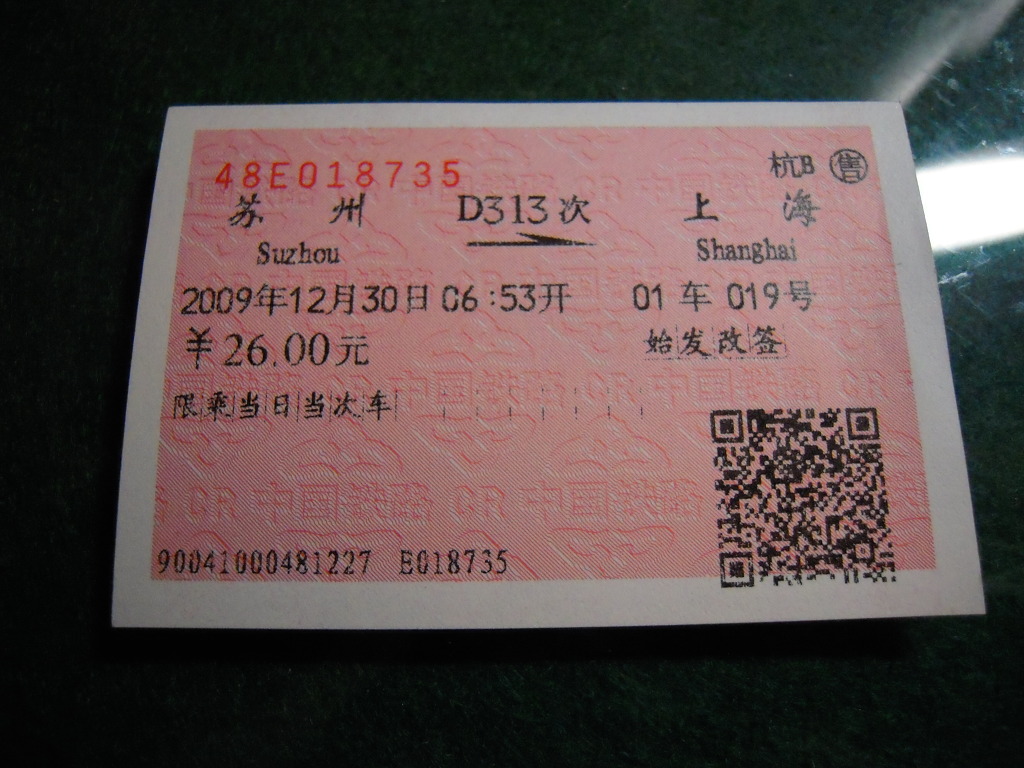 48E018735 杭B 售
苏州 D313次 上海
Suzhou Shanghai
2009年12月30日 06:53开 01车 019号
￥26.00元 始发改签
限乘当日当次车
CR 中国铁路 CR 中国铁路
90041000481227 E018735